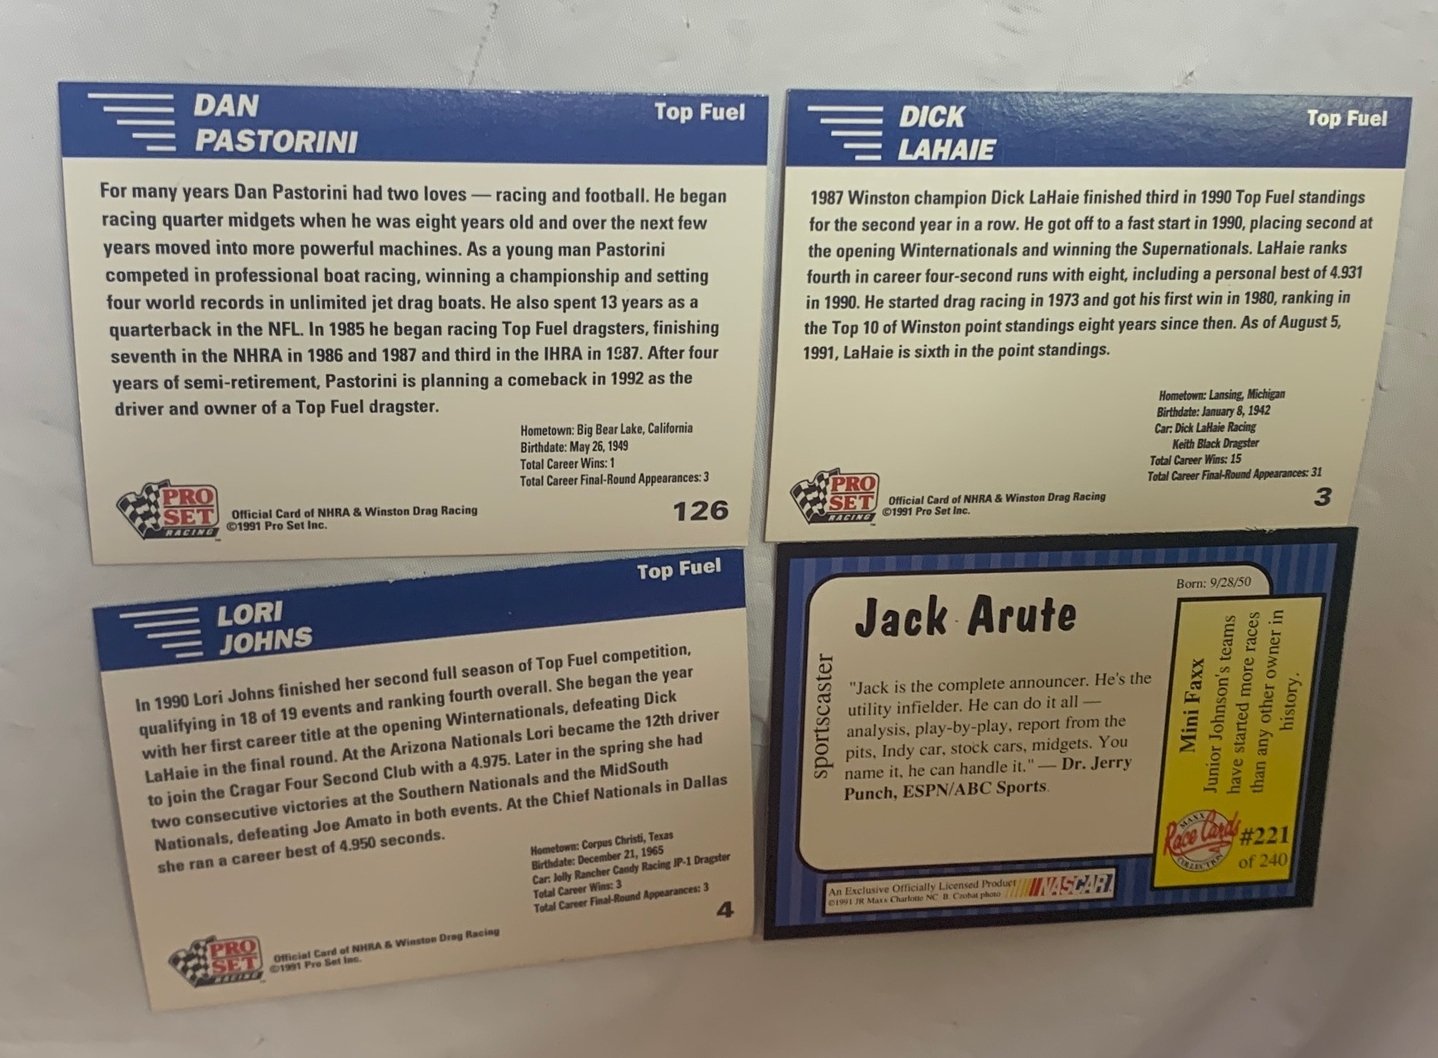 DAN
PASTORINI
Top Fuel
For many years Dan Pastorini had two loves — racing and football. He began
racing quarter midgets when he was eight years old and over the next few
years moved into more powerful machines. As a young man Pastorini
competed in professional boat racing, winning a championship and setting
four world records in unlimited jet drag boats. He also spent 13 years as a
quarterback in the NFL. In 1985 he began racing Top Fuel dragsters, finishing
seventh in the NHRA in 1986 and 1987 and third in the IHRA in 1987. After four
years of semi-retirement, Pastorini is planning a comeback in 1992 as the
driver and owner of a Top Fuel dragster.
Hometown: Big Bear Lake, California
Birthdate: May 26, 1949
Total Career Wins: 1
Total Career Final-Round Appearances: 3
PRO
SET
RACING
Official Card of NHRA & Winston Drag Racing
©1991 Pro Set Inc.
126
DICK
LAHAIE
Top Fuel
1987 Winston champion Dick LaHaie finished third in 1990 Top Fuel standings
for the second year in a row. He got off to a fast start in 1990, placing second at
the opening Winternationals and winning the Supernationals. LaHaie ranks
fourth in career four-second runs with eight, including a personal best of 4.931
in 1990. He started drag racing in 1973 and got his first win in 1980, ranking in
the Top 10 of Winston point standings eight years since then. As of August 5,
1991, LaHaie is sixth in the point standings.
Hometown: Lansing, Michigan
Birthdate: January 8, 1942
Car: Dick LaHaie Racing
Keith Black Dragster
Total Career Wins: 15
Total Career Final-Round Appearances: 31
PRO
SET
RACING
Official Card of NHRA & Winston Drag Racing
©1991 Pro Set Inc.
3
LORI
JOHNS
Top Fuel
In 1990 Lori Johns finished her second full season of Top Fuel competition,
qualifying in 18 of 19 events and ranking fourth overall. She began the year
with her first career title at the opening Winternationals, defeating Dick
LaHaie in the final round. At the Arizona Nationals Lori became the 12th driver
to join the Cragar Four Second Club with a 4.975. Later in the spring she had
two consecutive victories at the Southern Nationals and the MidSouth
Nationals, defeating Joe Amato in both events. At the Chief Nationals in Dallas
she ran a career best of 4.950 seconds.
Hometown: Corpus Christi, Texas
Birthdate: December 21, 1965
Car: Jolly Rancher Candy Racing JP-1 Dragster
Total Career Wins: 3
Total Career Final-Round Appearances: 3
PRO
SET
RACING
Official Card of NHRA & Winston Drag Racing
©1991 Pro Set Inc.
4
Born: 9/28/50
Jack Arute
sportscaster
"Jack is the complete announcer. He's the
utility infielder. He can do it all —
analysis, play-by-play, report from the
pits, Indy car, stock cars, midgets. You
name it, he can handle it." — Dr. Jerry
Punch, ESPN/ABC Sports
Mini Faxx
Junior Johnson's teams
have started more races
than any other owner in
history.
MAXX
Race Cards
COLLECTION
#221
of 240
An Exclusive Officially Licensed Product
©1991 JR Maxx Charlotte NC B. Czobat photo
NASCAR